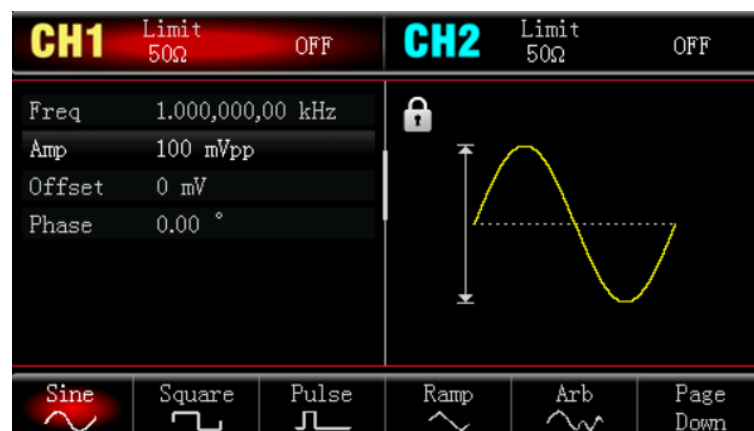 CH1 Limit 50Ω OFF
CH2 Limit 50Ω OFF
Freq 1.000,000,00 kHz
Amp 100 mVpp
Offset 0 mV
Phase 0.00 °
Sine Square Pulse Ramp Arb Page Down